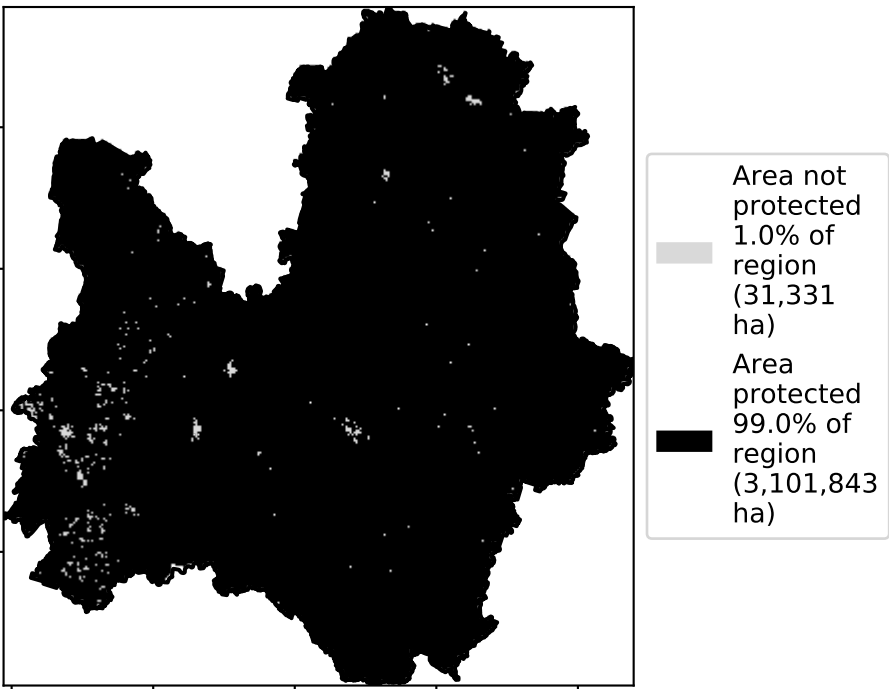 Area not
protected
1.0% of
region
(31,331
ha)
Area
protected
99.0% of
region
(3,101,843
ha)